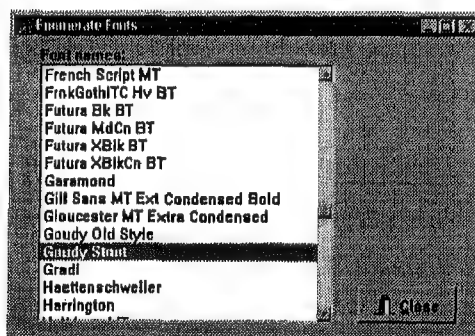 Enumerate Fonts
Font names:
French Script MT
FrnkGothITC Hv BT
Futura Bk BT
Futura MdCn BT
Futura XBlk BT
Futura XBlkCn BT
Garamond
Gill Sans MT Ext Condensed Bold
Gloucester MT Extra Condensed
Goudy Old Style
Goudy Stout
Gradl
Haettenschweiler
Harrington
Close